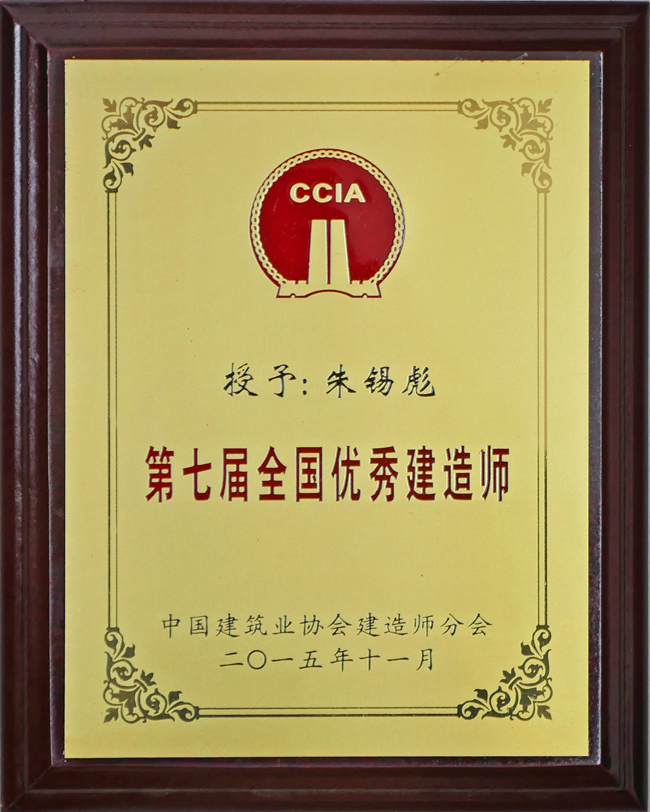 CCIA
授予:朱锡彪
第七届全国优秀建造师
中国建筑业协会建造师分会
二〇一五年十一月